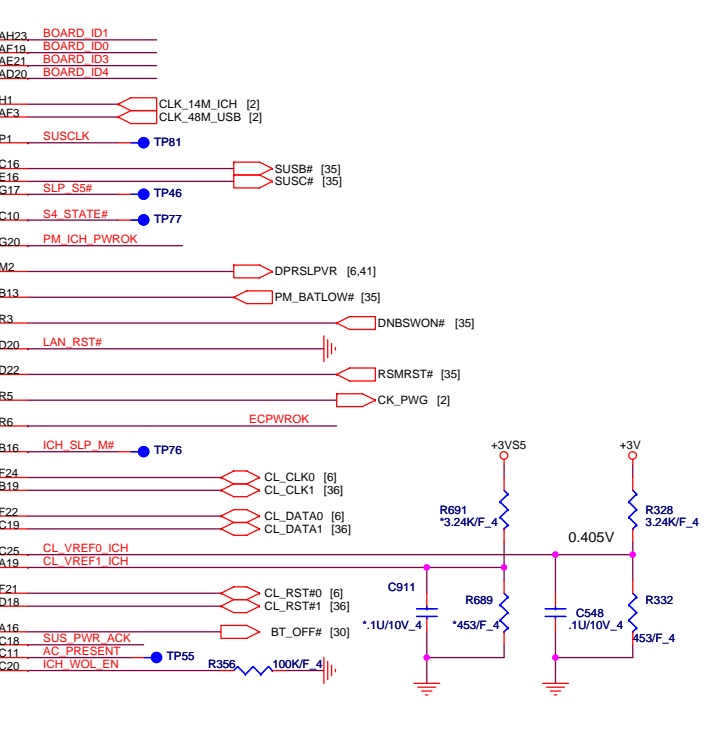 AH23 BOARD_ID1
AF19 BOARD_ID0
AE21 BOARD_ID3
AD20 BOARD_ID4
H1 CLK_14M_ICH [2]
AF3 CLK_48M_USB [2]
P1 SUSCLK TP81
C16 SUSB# [35]
E16 SUSC# [35]
G17 SLP_S5# TP46
C10 S4_STATE# TP77
G20 PM_ICH_PWROK
M2 DPRSLPVR [6,41]
B13 PM_BATLOW# [35]
R3 DNBSWON# [35]
D20 LAN_RST#
D22 RSMRST# [35]
R5 CK_PWG [2]
R6 ECPWROK
B16 ICH_SLP_M# TP76
+3VS5 +3V
F24 CL_CLK0 [6]
B19 CL_CLK1 [36]
R691 R328
*3.24K/F_4 3.24K/F_4
F22 CL_DATA0 [6]
C19 CL_DATA1 [36]
0.405V
C25 CL_VREF0_ICH
A19 CL_VREF1_ICH
F21 CL_RST#0 [6]
D18 CL_RST#1 [36]
C911 R689 C548 R332
*.1U/10V_4 *453/F_4 .1U/10V_4 453/F_4
A16 BT_OFF# [30]
C18 SUS_PWR_ACK
C11 AC_PRESENT TP55
C20 ICH_WOL_EN R356 100K/F_4